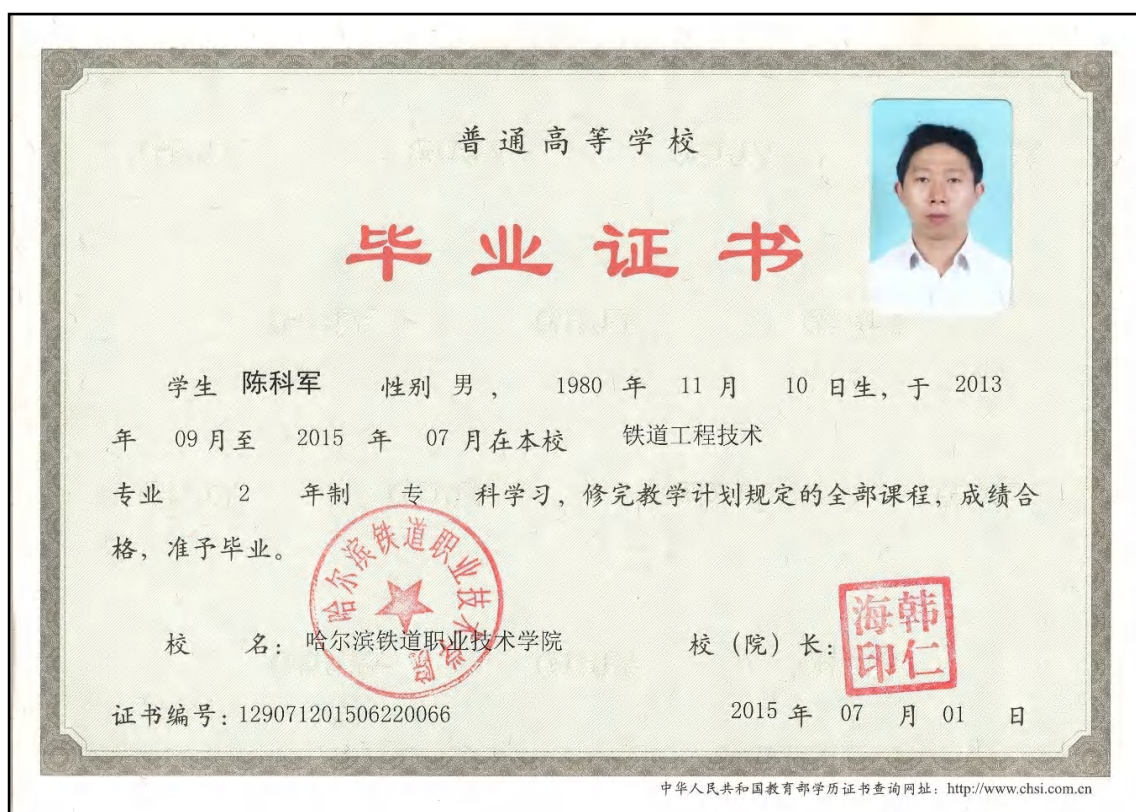 普通高等学校
毕业证书
学生 陈科军 性别 男， 1980 年 11 月 10 日生，于 2013
年 09 月至 2015 年 07 月在本校 铁道工程技术
专业 2 年制 专 科学习，修完教学计划规定的全部课程，成绩合
格，准予毕业。
哈尔滨铁道职业技术学院
校 名：哈尔滨铁道职业技术学院 校（院）长：
韩仁海印
证书编号：129071201506220066 2015 年 07 月 01 日
中华人民共和国教育部学历证书查询网址：http://www.chsi.com.cn